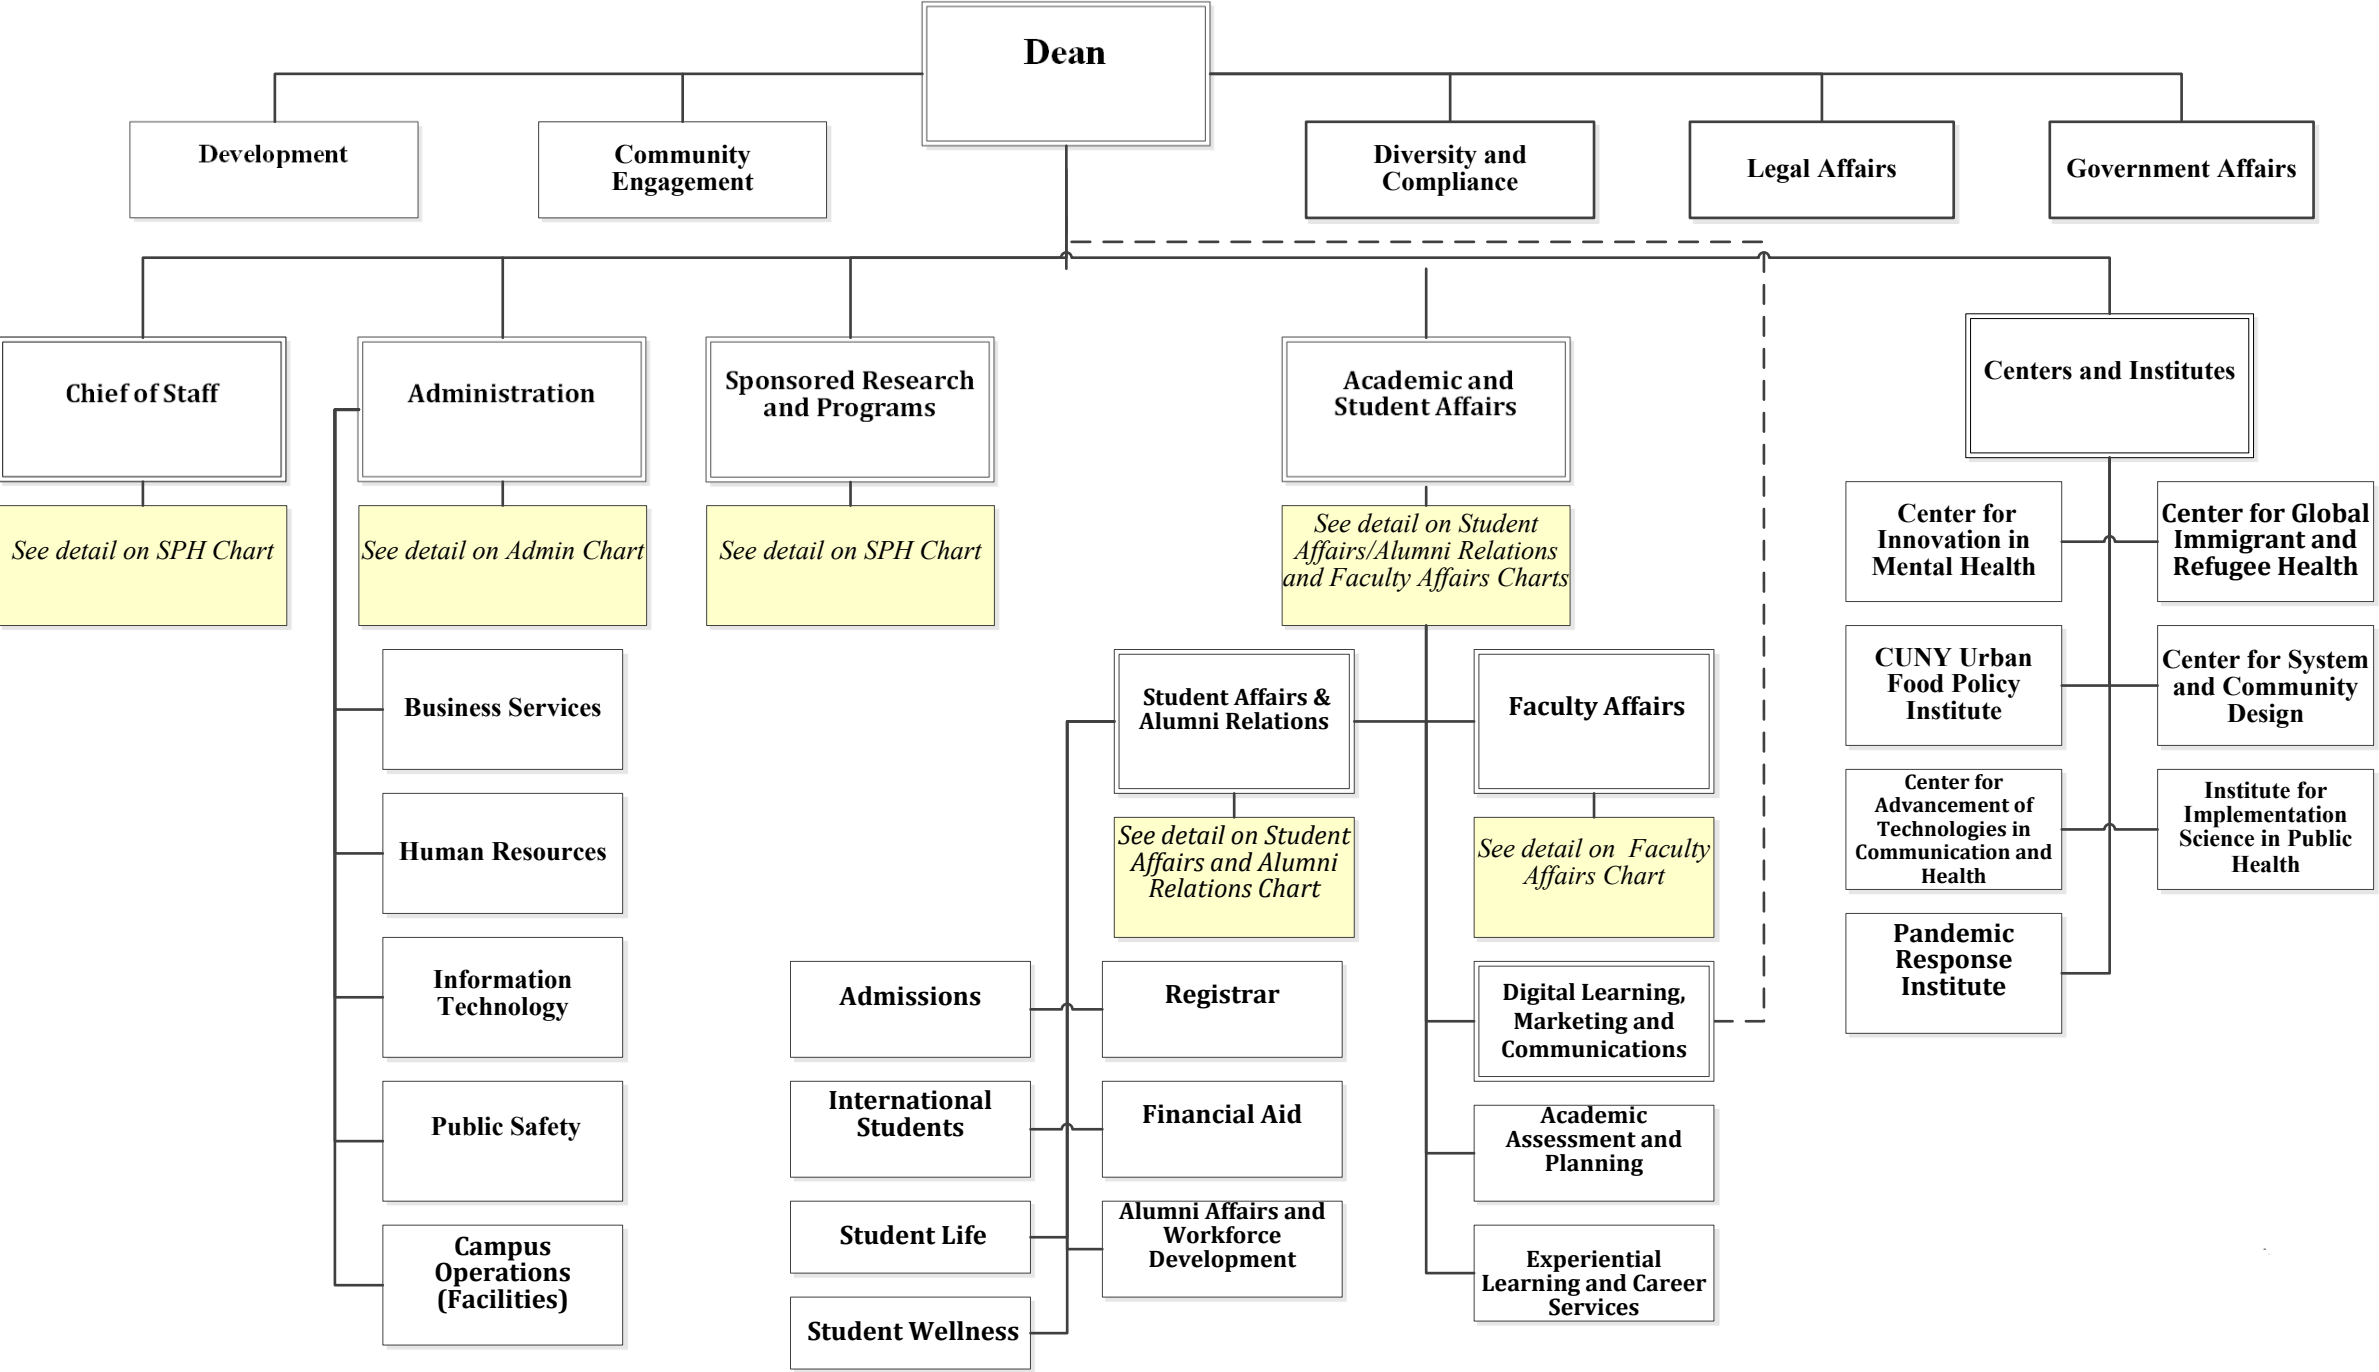 Dean
Development
Community
Engagement
Diversity and
Compliance
Legal Affairs
Government Affairs
Chief of Staff
Administration
Sponsored Research
and Programs
Academic and
Student Affairs
Centers and Institutes
See detail on SPH Chart
See detail on Admin Chart
See detail on SPH Chart
See detail on Student
Affairs/Alumni Relations
and Faculty Affairs Charts
Center for
Innovation in
Mental Health
Center for Global
Immigrant and
Refugee Health
CUNY Urban
Food Policy
Institute
Center for System
and Community
Design
Center for
Advancement of
Technologies in
Communication and
Health
Institute for
Implementation
Science in Public
Health
Pandemic
Response
Institute
Business Services
Human Resources
Information
Technology
Public Safety
Campus
Operations
(Facilities)
Student Affairs &
Alumni Relations
Faculty Affairs
See detail on Student
Affairs and Alumni
Relations Chart
See detail on  Faculty
Affairs Chart
Admissions
Registrar
International
Students
Financial Aid
Student Life
Alumni Affairs and
Workforce
Development
Student Wellness
Digital Learning,
Marketing and
Communications
Academic
Assessment and
Planning
Experiential
Learning and Career
Services